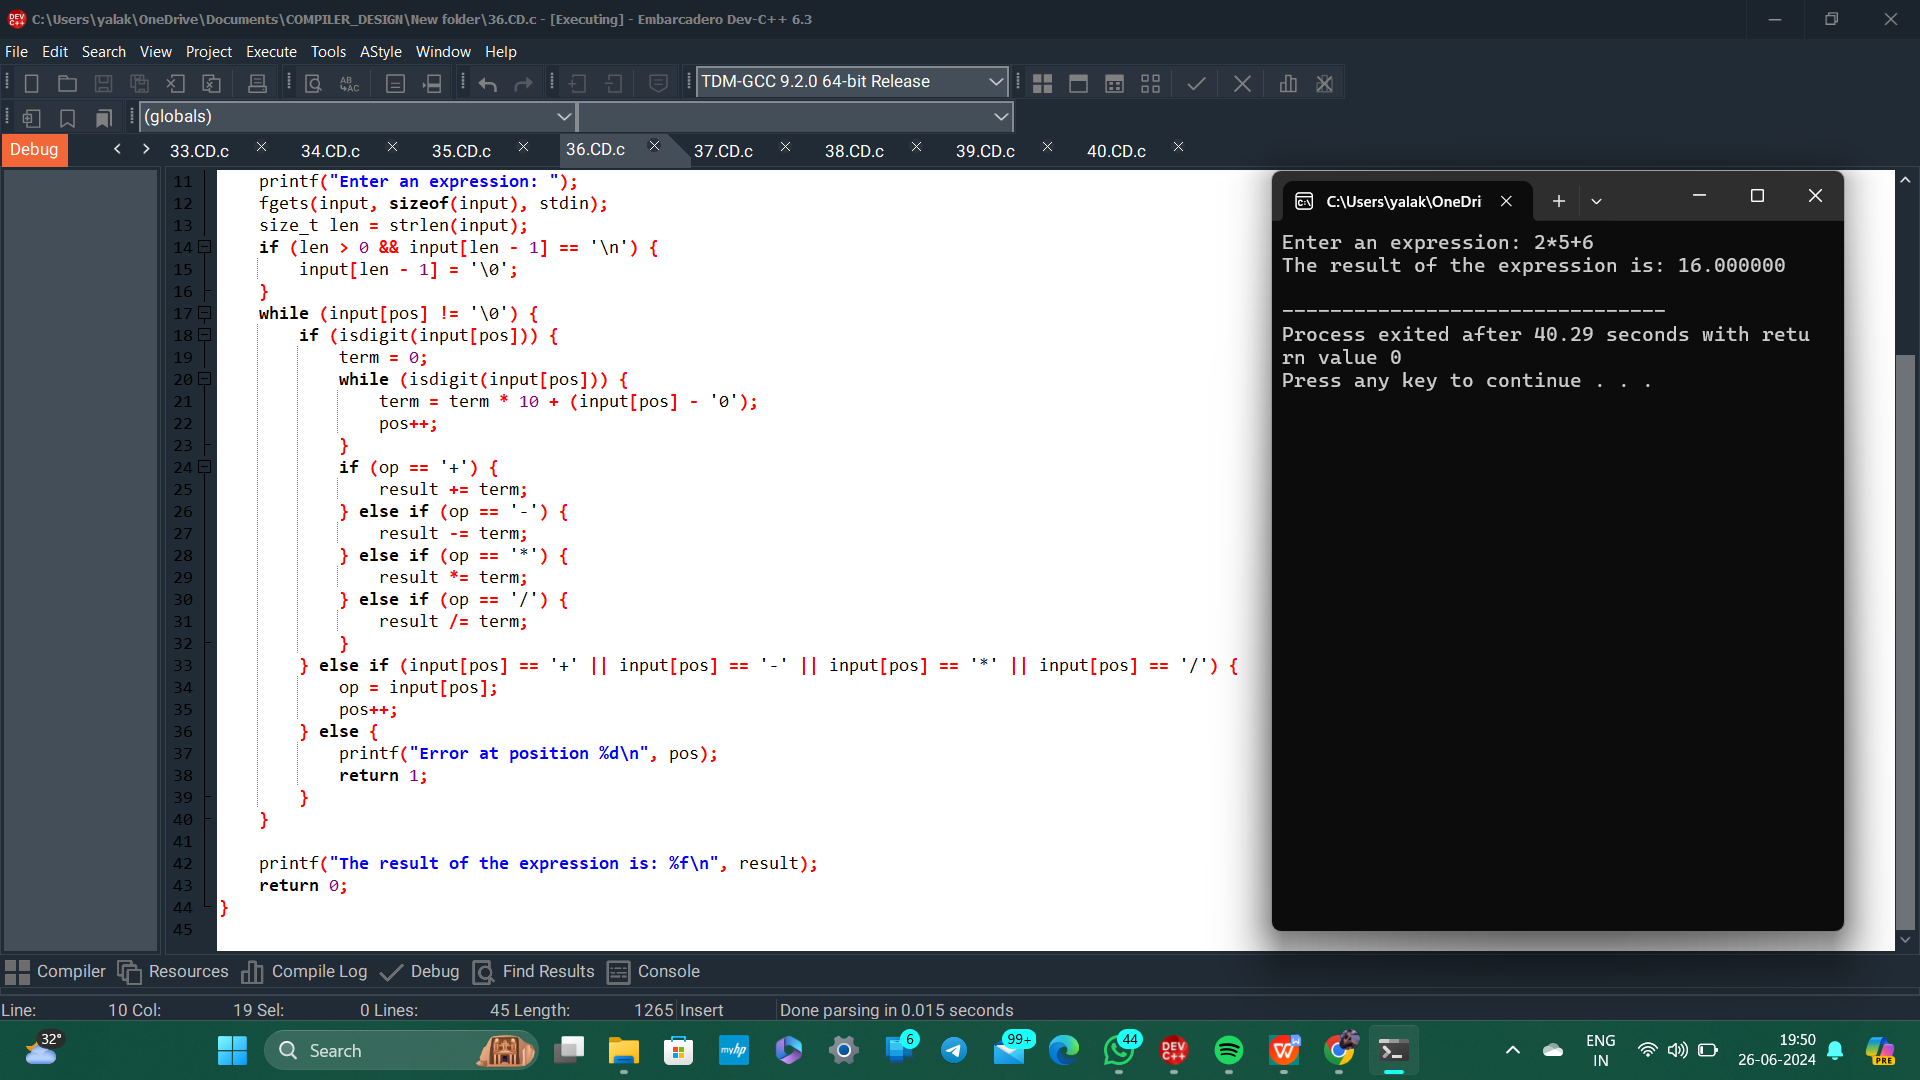 C:\Users\yalak\OneDrive\Documents\COMPILER_DESIGN\New folder\36.CD.c - [Executing] - Embarcadero Dev-C++ 6.3
File Edit Search View Project Execute Tools AStyle Window Help
TDM-GCC 9.2.0 64-bit Release
(globals)
Debug 33.CD.c 34.CD.c 35.CD.c 36.CD.c 37.CD.c 38.CD.c 39.CD.c 40.CD.c
11 printf("Enter an expression: ");
12 fgets(input, sizeof(input), stdin);
13 size_t len = strlen(input);
14 if (len > 0 && input[len - 1] == '\n') {
15 input[len - 1] = '\0';
16 }
17 while (input[pos] != '\0') {
18 if (isdigit(input[pos])) {
19 term = 0;
20 while (isdigit(input[pos])) {
21 term = term * 10 + (input[pos] - '0');
22 pos++;
23 }
24 if (op == '+') {
25 result += term;
26 } else if (op == '-') {
27 result -= term;
28 } else if (op == '*') {
29 result *= term;
30 } else if (op == '/') {
31 result /= term;
32 }
33 } else if (input[pos] == '+' || input[pos] == '-' || input[pos] == '*' || input[pos] == '/') {
34 op = input[pos];
35 pos++;
36 } else {
37 printf("Error at position %d\n", pos);
38 return 1;
39 }
40 }
41
42 printf("The result of the expression is: %f\n", result);
43 return 0;
44 }
45
C:\Users\yalak\OneDri
Enter an expression: 2*5+6
The result of the expression is: 16.000000
--------------------------------
Process exited after 40.29 seconds with retu
rn value 0
Press any key to continue . . .
Compiler Resources Compile Log Debug Find Results Console
Line: 10 Col: 19 Sel: 0 Lines: 45 Length: 1265 Insert Done parsing in 0.015 seconds
32°
Search
myhp
6
99+
44
DEV C++
ENG
IN
19:50
26-06-2024
PRE